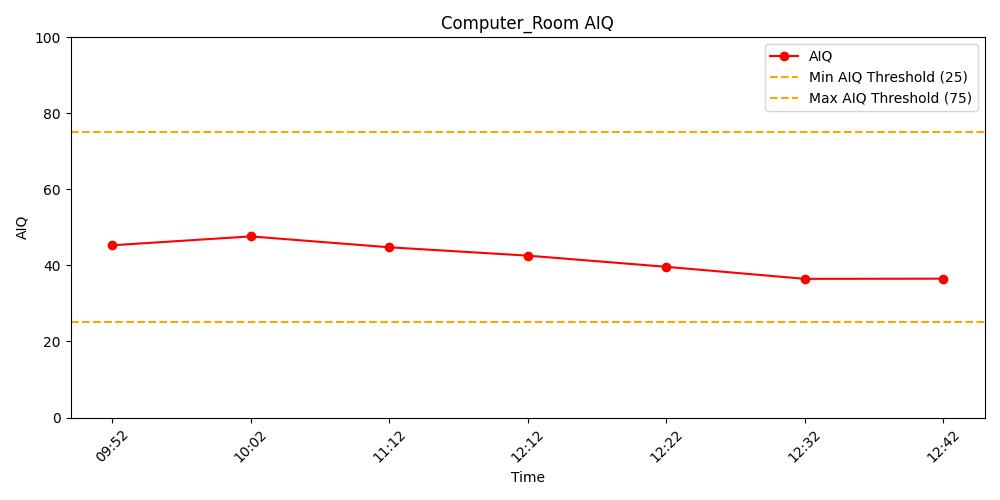 Computer_Room AIQ
AIQ
Min AIQ Threshold (25)
Max AIQ Threshold (75)
100
80
60
40
20
0
AIQ
09:52
10:02
11:12
12:12
12:22
12:32
12:42
Time